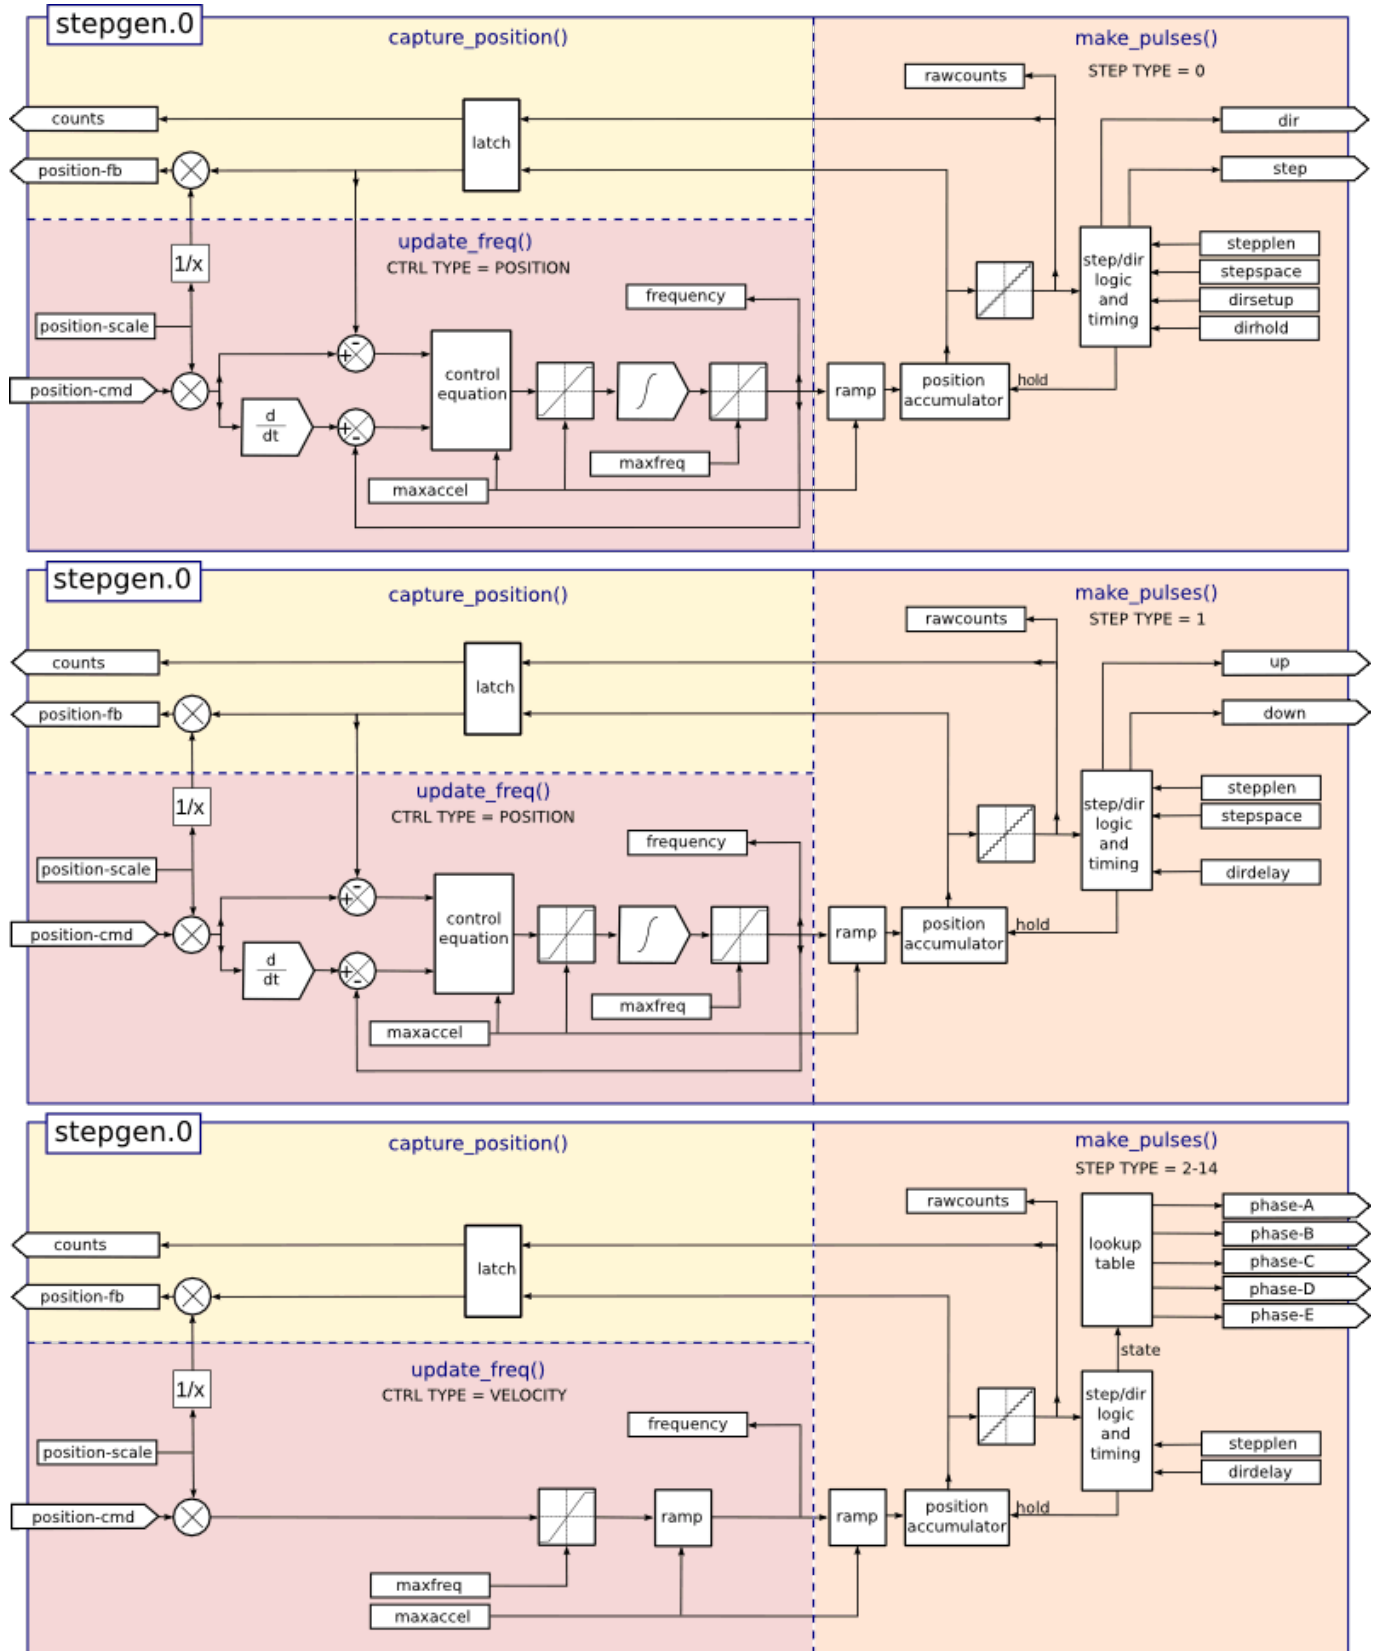 stepgen.0
capture_position()
make_pulses()
STEP TYPE = 0
rawcounts
counts
latch
dir
position-fb
step
update_freq()
CTRL TYPE = POSITION
1/x
step/dir
logic
and
timing
stepplen
stepspace
dirsetup
dirhold
frequency
position-scale
+
-
control
equation
position-cmd
d
dt
+
-
∫
ramp
position
accumulator
hold
maxfreq
maxaccel
stepgen.0
capture_position()
make_pulses()
STEP TYPE = 1
rawcounts
counts
latch
up
position-fb
down
update_freq()
CTRL TYPE = POSITION
1/x
step/dir
logic
and
timing
stepplen
stepspace
dirdelay
frequency
position-scale
+
-
control
equation
position-cmd
d
dt
+
-
∫
ramp
position
accumulator
hold
maxfreq
maxaccel
stepgen.0
capture_position()
make_pulses()
STEP TYPE = 2-14
rawcounts
lookup
table
phase-A
phase-B
phase-C
phase-D
phase-E
counts
latch
position-fb
state
update_freq()
CTRL TYPE = VELOCITY
1/x
step/dir
logic
and
timing
stepplen
dirdelay
frequency
position-scale
position-cmd
ramp
ramp
position
accumulator
hold
maxfreq
maxaccel